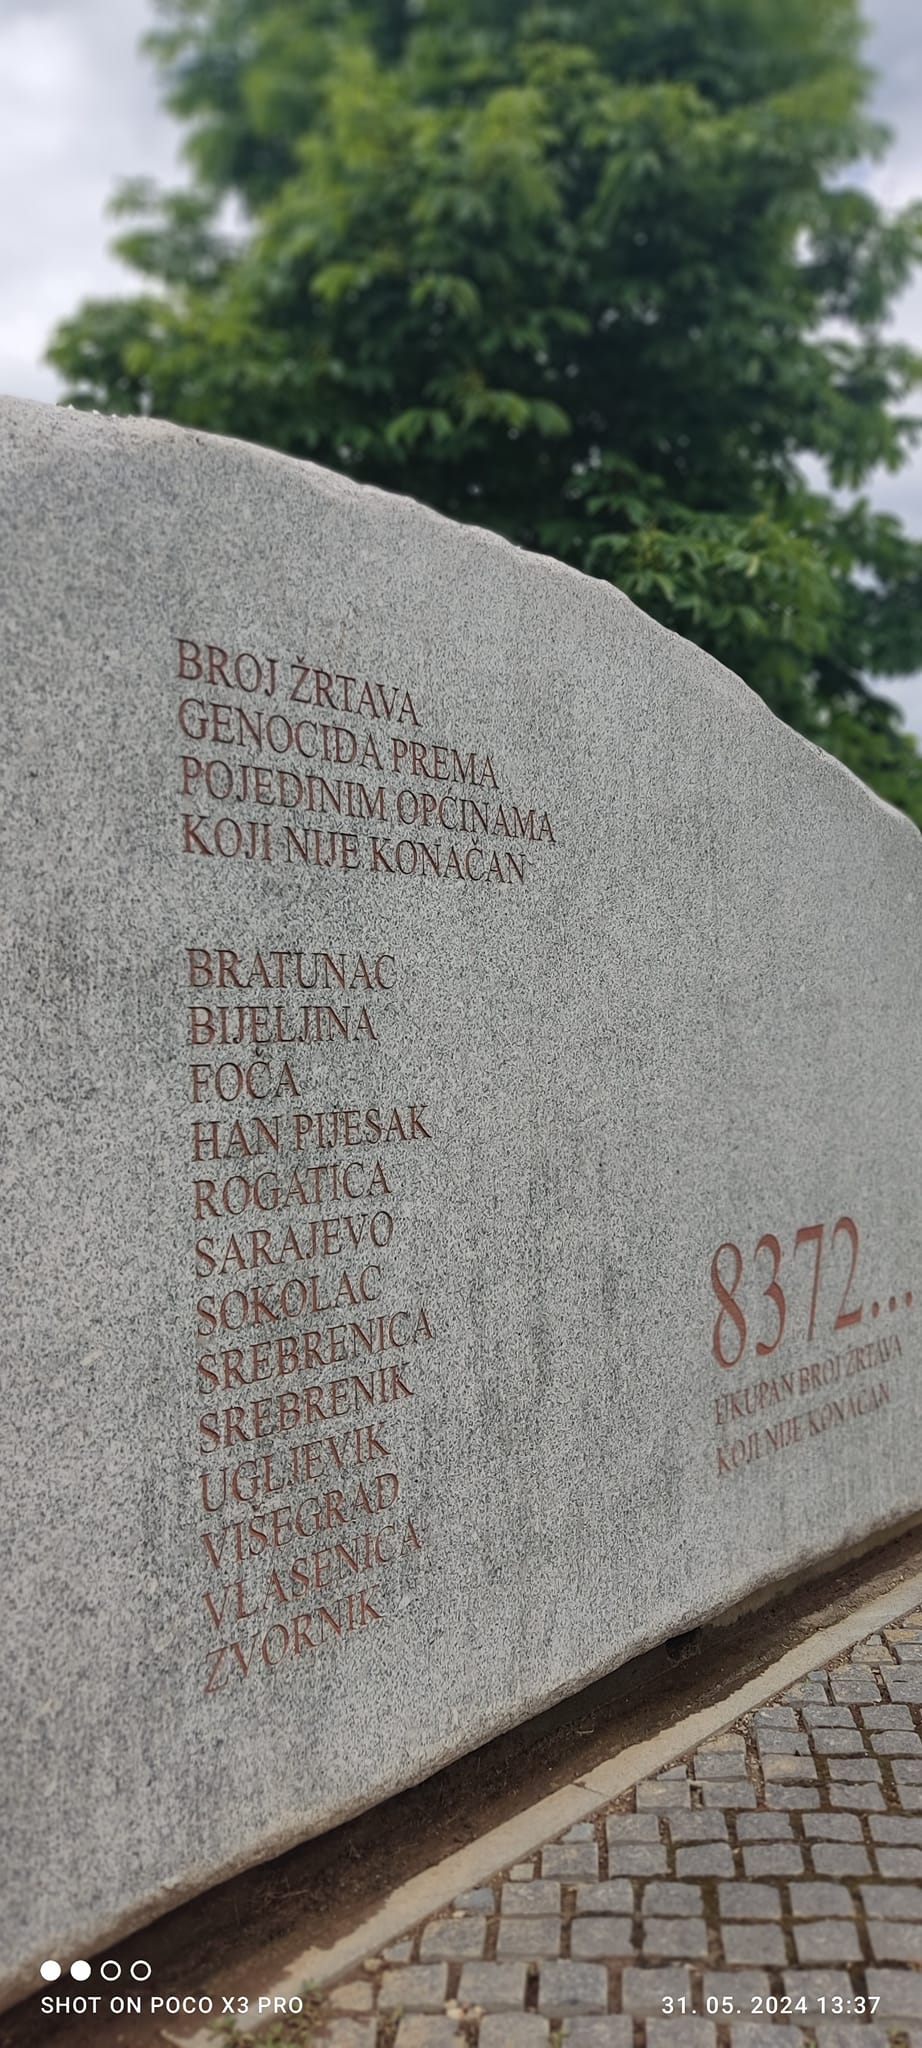 BROJ ŽRTAVA
GENOCIDA PREMA
POJEDINIM OPĆINAMA
KOJI NIJE KONAČAN
BRATUNAC
BIJELJINA
FOČA
HAN PIJESAK
ROGATICA
SARAJEVO
SOKOLAC
SREBRENICA
SREBRENIK
UGLJEVIK
VIŠEGRAD
VLASENICA
ZVORNIK
8372...
UKUPAN BROJ ŽRTAVA
KOJI NIJE KONAČAN
SHOT ON POCO X3 PRO
31. 05. 2024 13:37